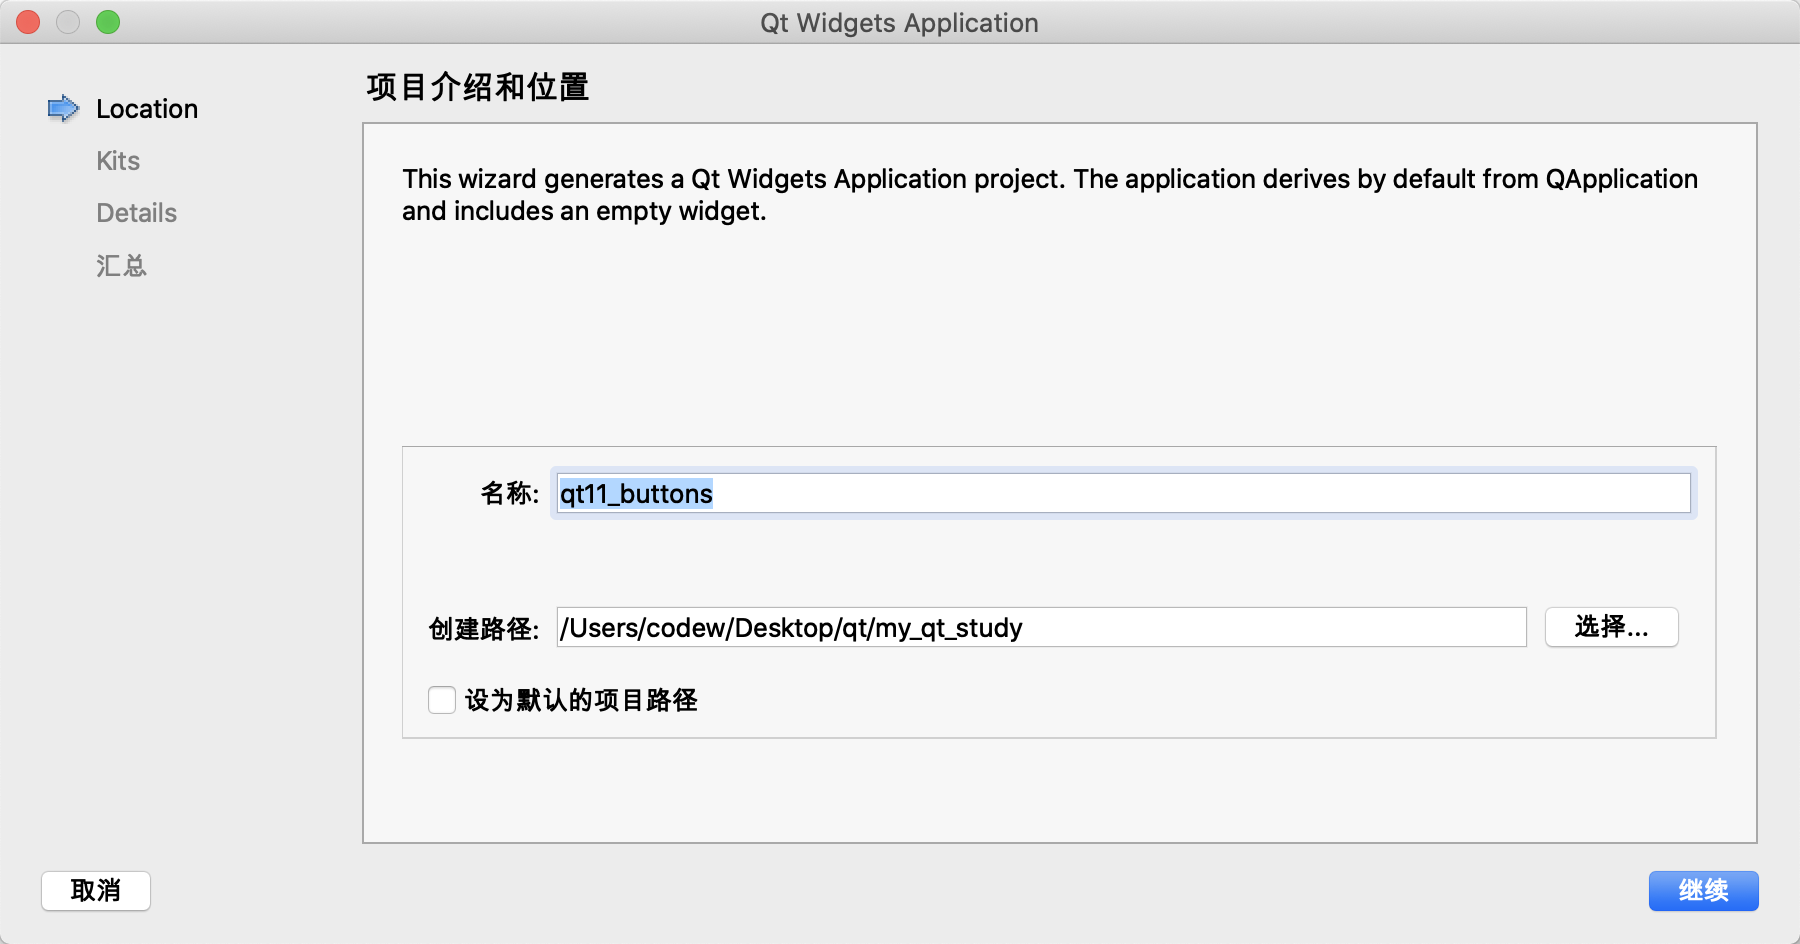 Qt Widgets Application
Location
Kits
Details
汇总
项目介绍和位置
This wizard generates a Qt Widgets Application project. The application derives by default from QApplication
and includes an empty widget.
名称: qt11_buttons
创建路径: /Users/codew/Desktop/qt/my_qt_study 选择...
设为默认的项目路径
取消 继续